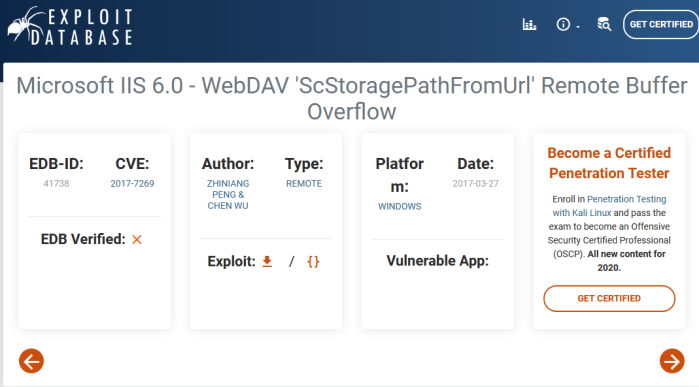 EXPLOIT
DATABASE
GET CERTIFIED
Microsoft IIS 6.0 - WebDAV 'ScStoragePathFromUrl' Remote Buffer
Overflow
EDB-ID:
41738
CVE:
2017-7269
EDB Verified: ×
Author:
ZHINIANG
PENG &
CHEN WU
Type:
REMOTE
Exploit: / {}
Platfor
m:
WINDOWS
Date:
2017-03-27
Vulnerable App:
Become a Certified
Penetration Tester
Enroll in Penetration Testing
with Kali Linux and pass the
exam to become an Offensive
Security Certified Professional
(OSCP). All new content for
2020.
GET CERTIFIED